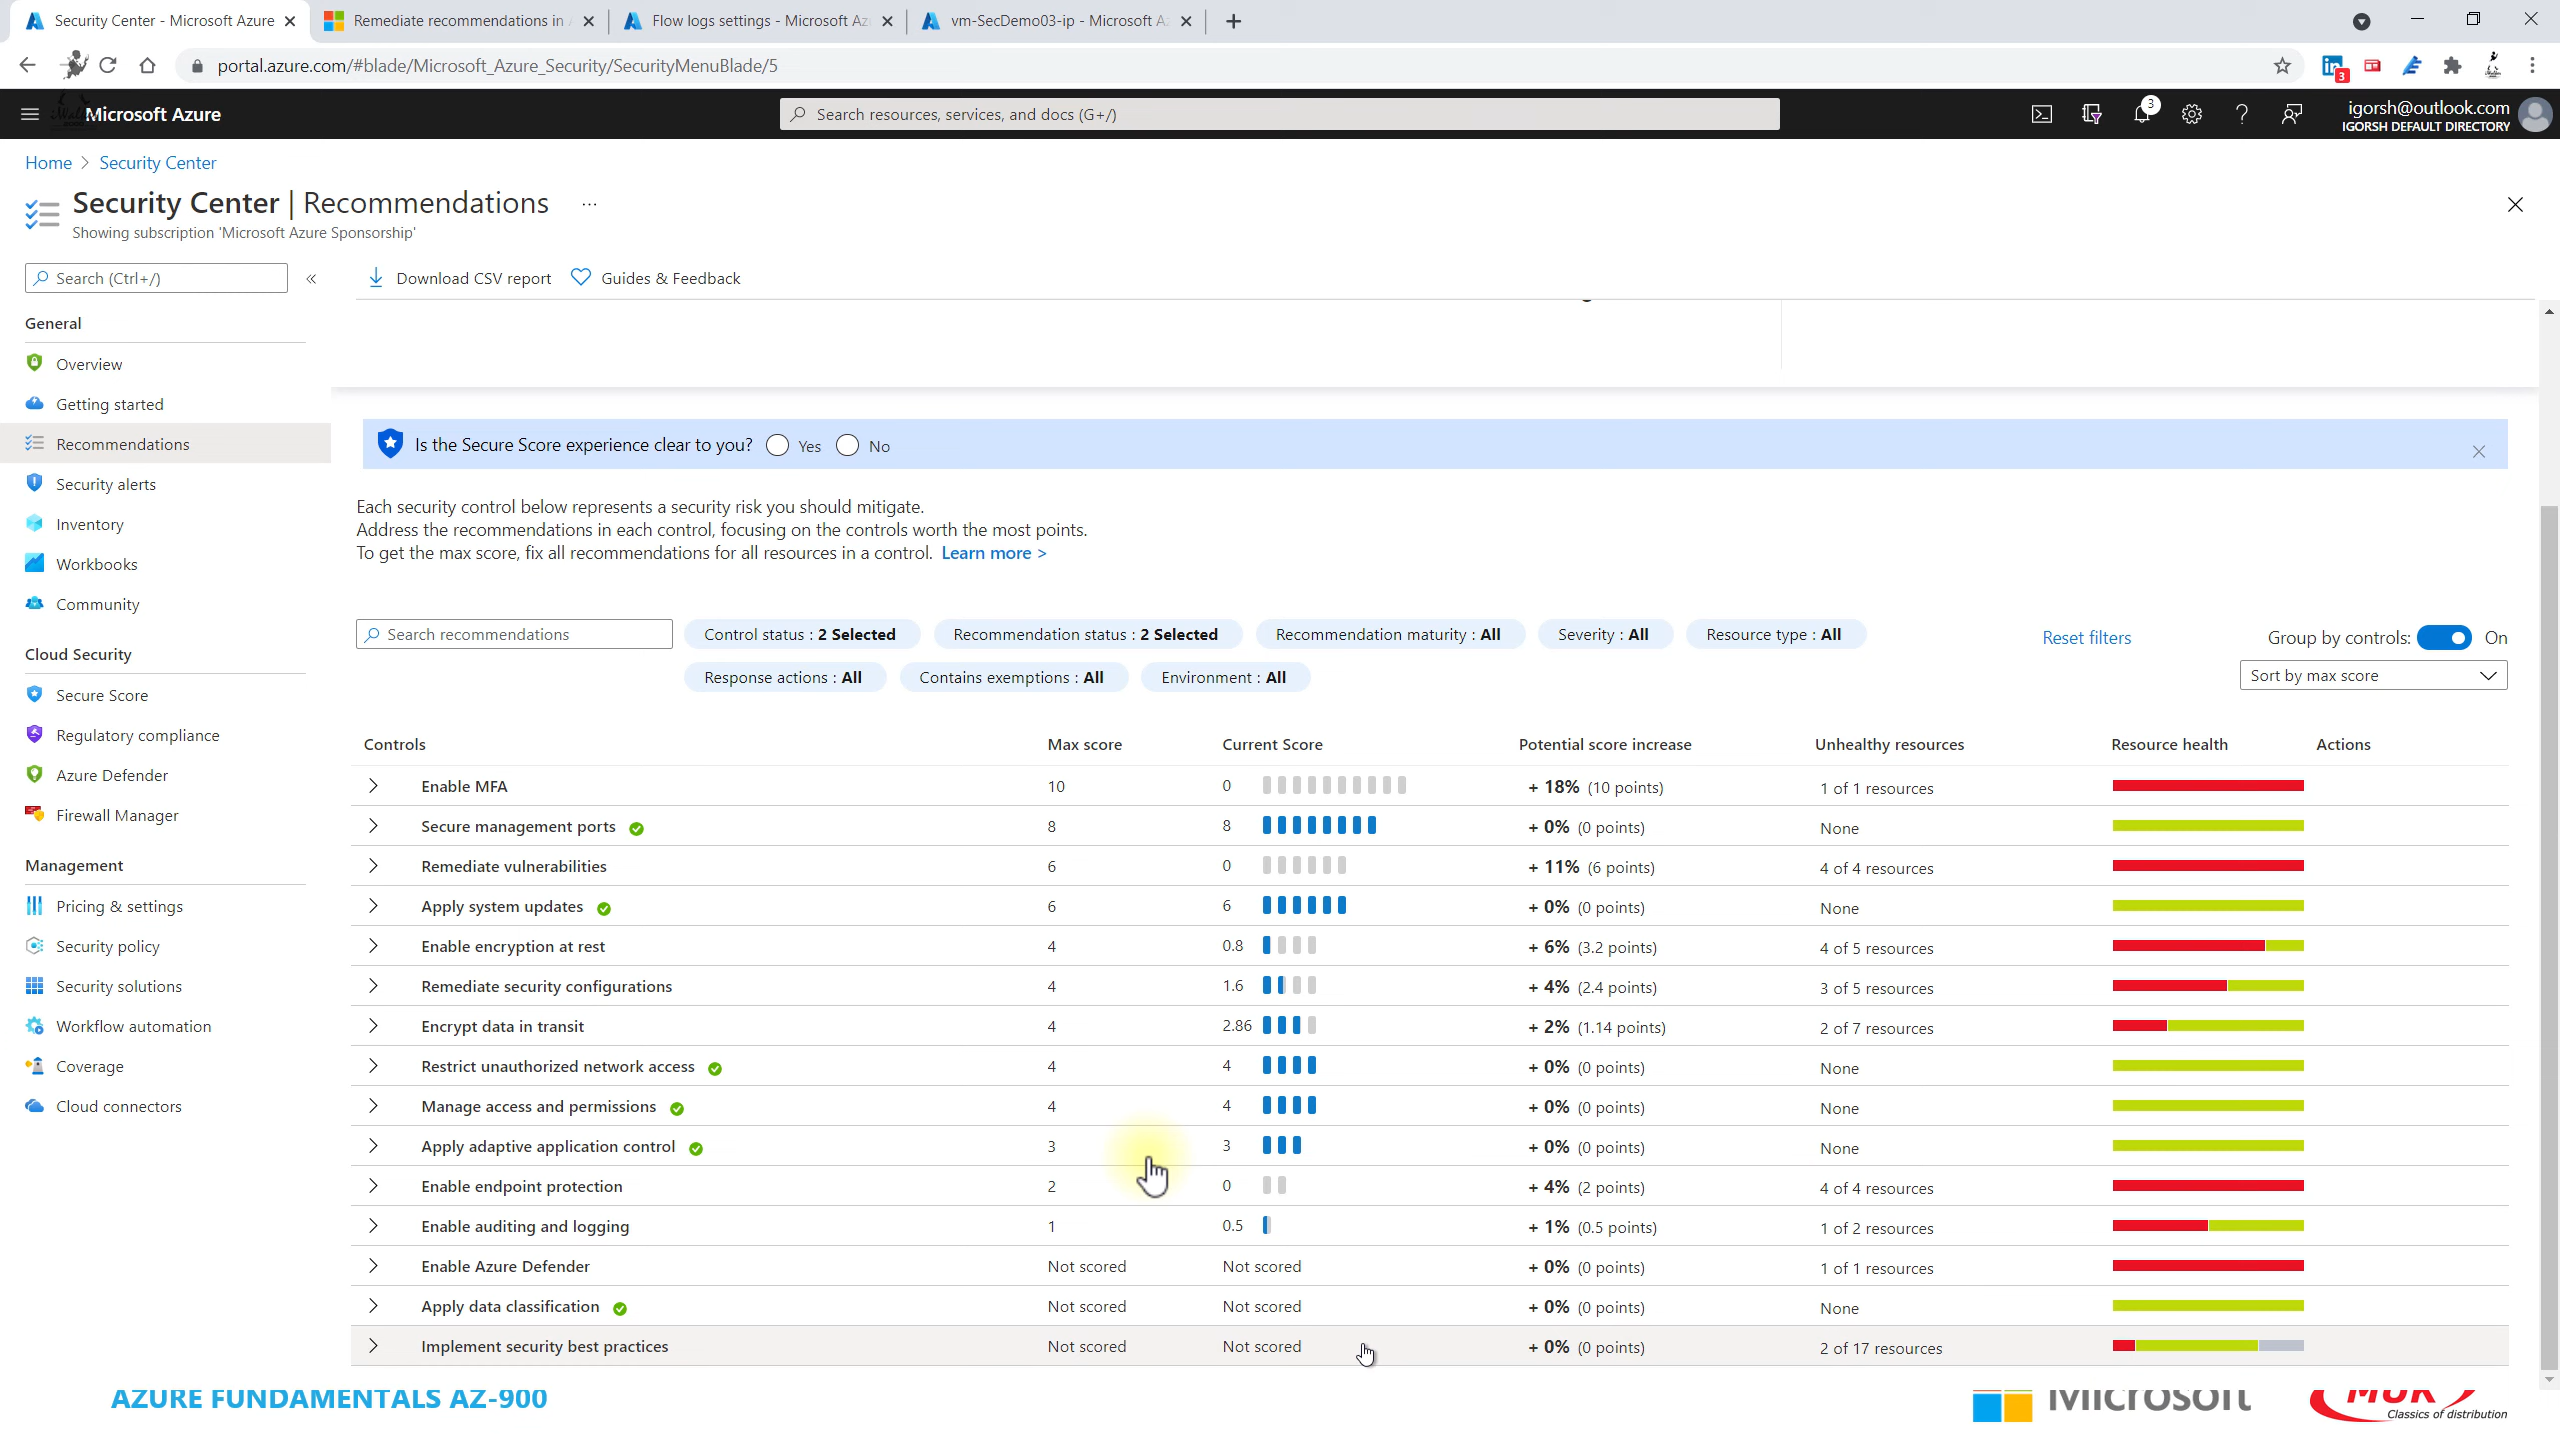 Security Center - Microsoft Azure
Remediate recommendations in
Flow logs settings - Microsoft Az
vm-SecDemo03-ip - Microsoft A
portal.azure.com/#blade/Microsoft_Azure_Security/SecurityMenuBlade/5
3
Microsoft Azure
Search resources, services, and docs (G+/)
3
igorsh@outlook.com
IGORSH DEFAULT DIRECTORY
Home > Security Center
Security Center | Recommendations ...
Showing subscription 'Microsoft Azure Sponsorship'
Search (Ctrl+/)
Download CSV report
Guides & Feedback
General
Overview
Getting started
Recommendations
Security alerts
Inventory
Workbooks
Community
Cloud Security
Secure Score
Regulatory compliance
Azure Defender
Firewall Manager
Management
Pricing & settings
Security policy
Security solutions
Workflow automation
Coverage
Cloud connectors
Is the Secure Score experience clear to you? Yes No
Each security control below represents a security risk you should mitigate.
Address the recommendations in each control, focusing on the controls worth the most points.
To get the max score, fix all recommendations for all resources in a control. Learn more >
Search recommendations
Control status : 2 Selected
Recommendation status : 2 Selected
Recommendation maturity : All
Severity : All
Resource type : All
Reset filters
Group by controls: On
Response actions : All
Contains exemptions : All
Environment : All
Sort by max score
Controls Max score Current Score Potential score increase Unhealthy resources Resource health Actions
Enable MFA 10 0 + 18% (10 points) 1 of 1 resources
Secure management ports 8 8 + 0% (0 points) None
Remediate vulnerabilities 6 0 + 11% (6 points) 4 of 4 resources
Apply system updates 6 6 + 0% (0 points) None
Enable encryption at rest 4 0.8 + 6% (3.2 points) 4 of 5 resources
Remediate security configurations 4 1.6 + 4% (2.4 points) 3 of 5 resources
Encrypt data in transit 4 2.86 + 2% (1.14 points) 2 of 7 resources
Restrict unauthorized network access 4 4 + 0% (0 points) None
Manage access and permissions 4 4 + 0% (0 points) None
Apply adaptive application control 3 3 + 0% (0 points) None
Enable endpoint protection 2 0 + 4% (2 points) 4 of 4 resources
Enable auditing and logging 1 0.5 + 1% (0.5 points) 1 of 2 resources
Enable Azure Defender Not scored Not scored + 0% (0 points) 1 of 1 resources
Apply data classification Not scored Not scored + 0% (0 points) None
Implement security best practices Not scored Not scored + 0% (0 points) 2 of 17 resources
AZURE FUNDAMENTALS AZ-900
Microsoft
Classics of distribution